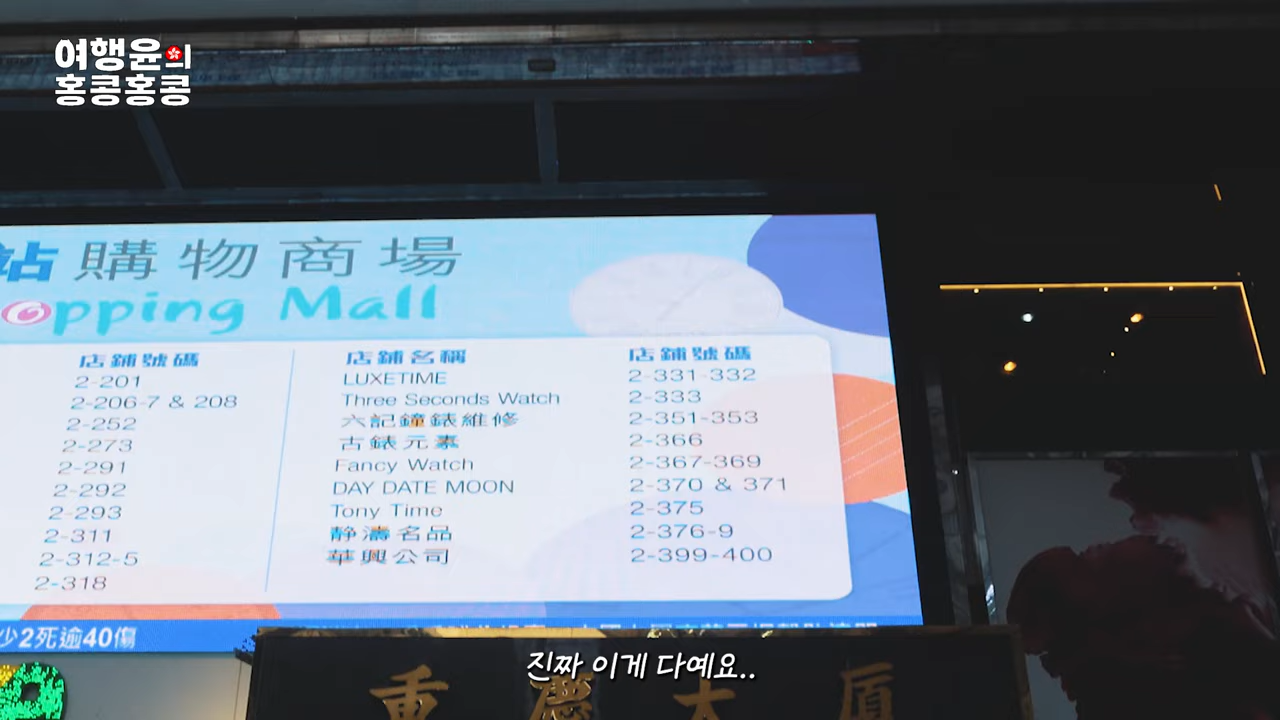 여행윤의
홍콩홍콩
站 購物商場
opping Mall
店鋪號碼 店鋪名稱 店鋪號碼
2-201 LUXETIME 2-331-332
2-206-7 & 208 Three Seconds Watch 2-333
2-252 六記鐘錶維修 2-351-353
2-273 古錶元素 2-366
2-291 Fancy Watch 2-367-369
2-292 DAY DATE MOON 2-370 & 371
2-293 Tony Time 2-375
2-311 靜濤名品 2-376-9
2-312-5 華興公司 2-399-400
2-318
少2死逾40傷
진짜 이게 다예요..
重慶大厦